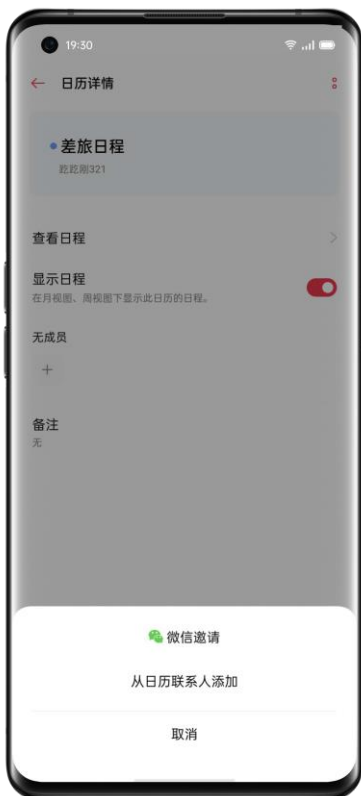 19:30
日历详情
差旅日程
趷趷刚321
查看日程
显示日程
在月视图、周视图下显示此日历的日程。
无成员
备注
无
微信邀请
从日历联系人添加
取消